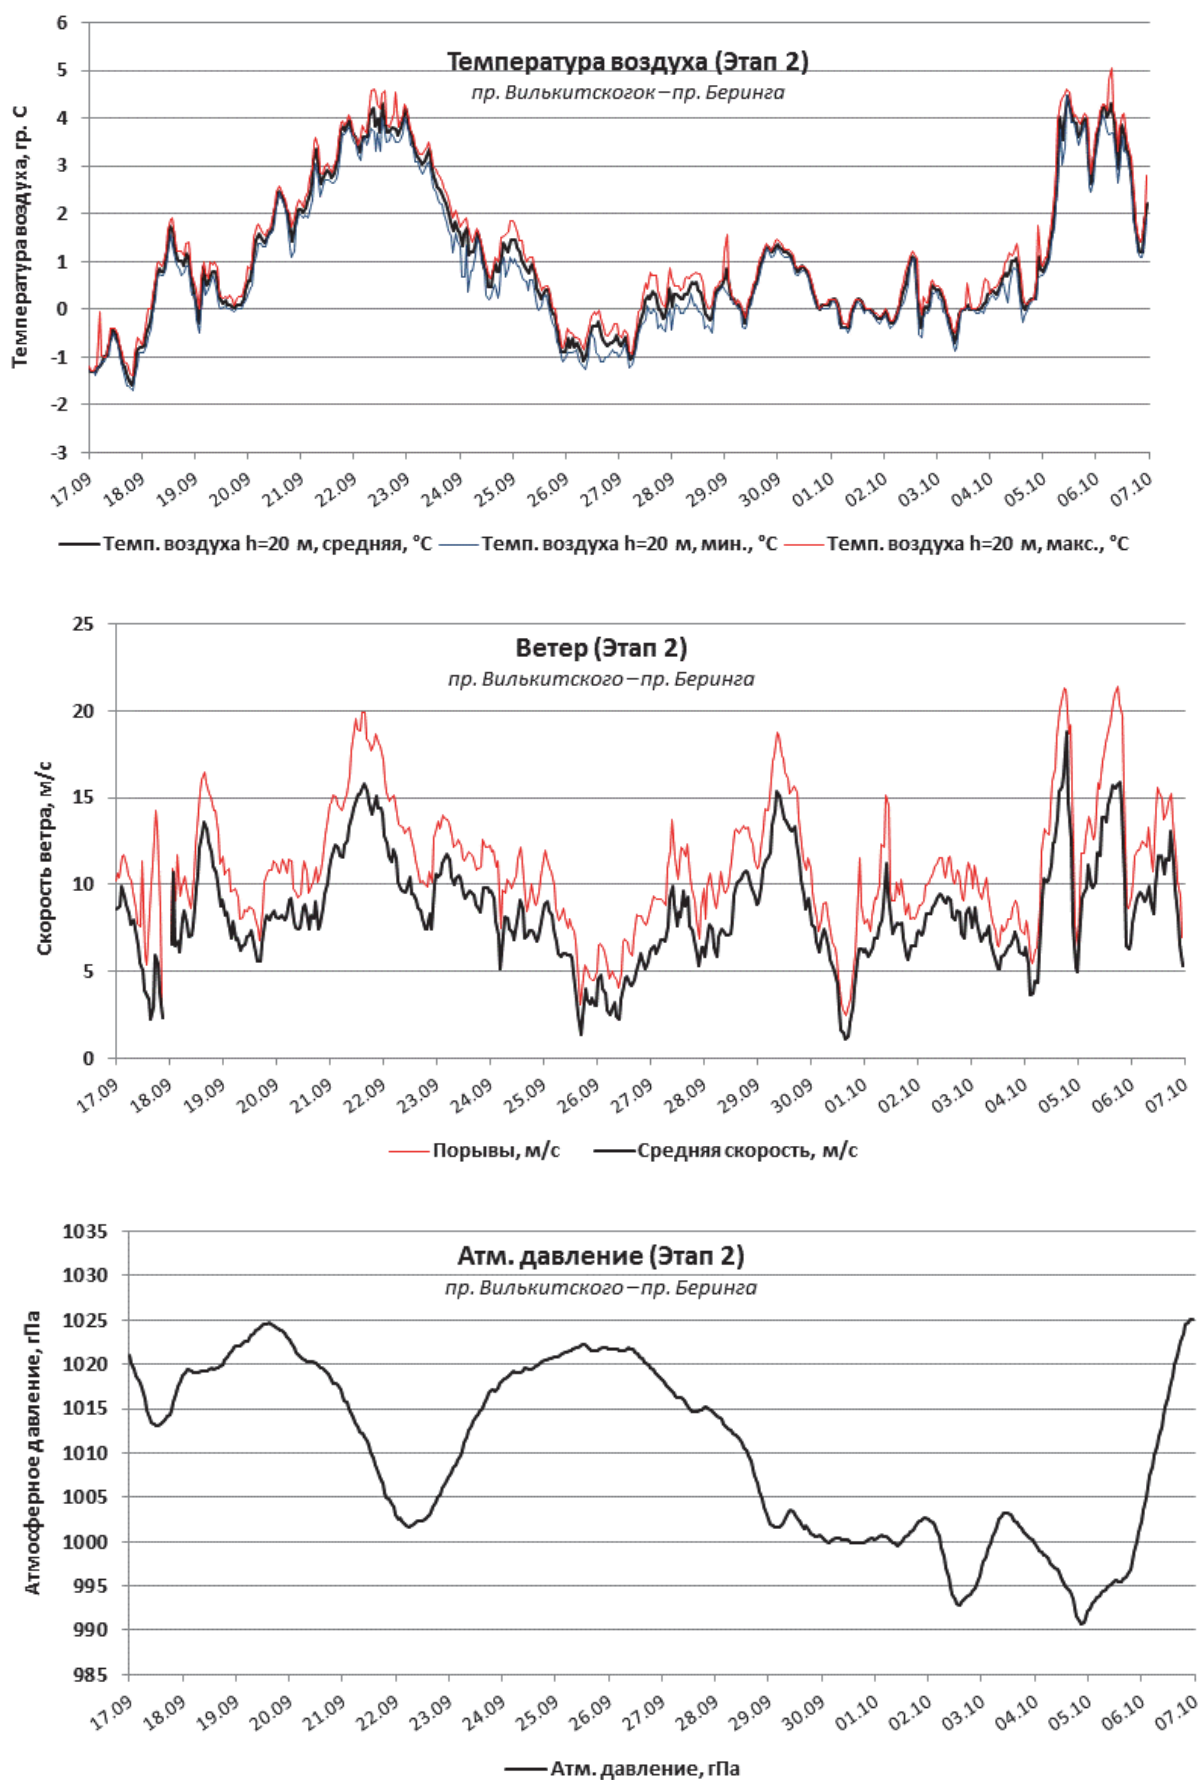 6
5
4
3
2
1
0
-1
-2
-3
Температура воздуха, гр. С
Температура воздуха (Этап 2)
пр. Вилькитскогок – пр. Беринга
17.09 18.09 19.09 20.09 21.09 22.09 23.09 24.09 25.09 26.09 27.09 28.09 29.09 30.09 01.10 02.10 03.10 04.10 05.10 06.10 07.10
Темп. воздуха h=20 м, средняя, °С Темп. воздуха h=20 м, мин., °С Темп. воздуха h=20 м, макс., °С
25
20
15
10
5
0
Скорость ветра, м/с
Ветер (Этап 2)
пр. Вилькитского – пр. Беринга
17.09 18.09 19.09 20.09 21.09 22.09 23.09 24.09 25.09 26.09 27.09 28.09 29.09 30.09 01.10 02.10 03.10 04.10 05.10 06.10 07.10
Порывы, м/с Средняя скорость, м/с
1035
1030
1025
1020
1015
1010
1005
1000
995
990
985
Атмосферное давление, гПа
Атм. давление (Этап 2)
пр. Вилькитского – пр. Беринга
17.09 18.09 19.09 20.09 21.09 22.09 23.09 24.09 25.09 26.09 27.09 28.09 29.09 30.09 01.10 02.10 03.10 04.10 05.10 06.10 07.10
Атм. давление, гПа